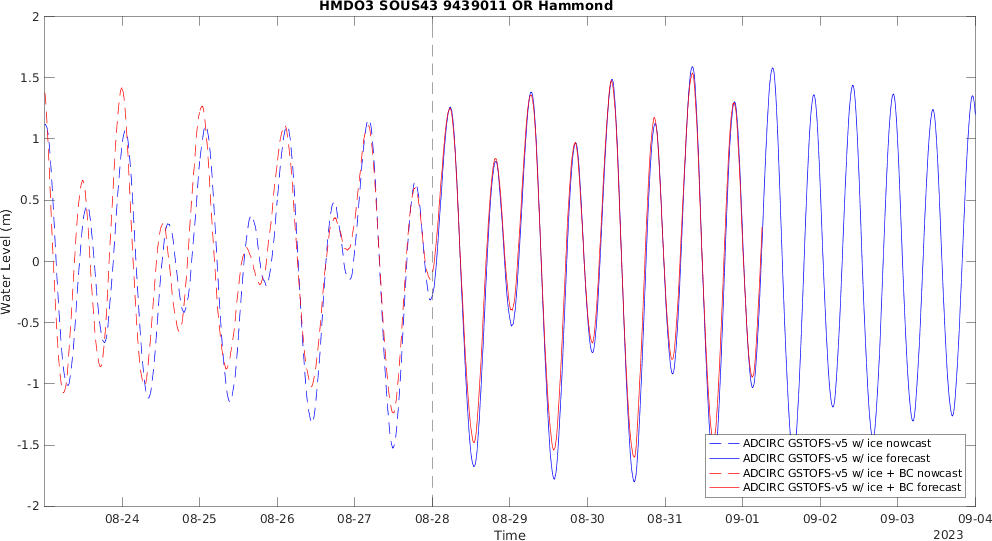 HMDO3 SOUS43 9439011 OR Hammond
2
1.5
1
0.5
0
-0.5
-1
-1.5
-2
Water Level (m)
ADCIRC GSTOFS-v5 w/ ice nowcast
ADCIRC GSTOFS-v5 w/ ice forecast
ADCIRC GSTOFS-v5 w/ ice + BC nowcast
ADCIRC GSTOFS-v5 w/ ice + BC forecast
08-24 08-25 08-26 08-27 08-28 08-29 08-30 08-31 09-01 09-02 09-03 09-04
Time
2023